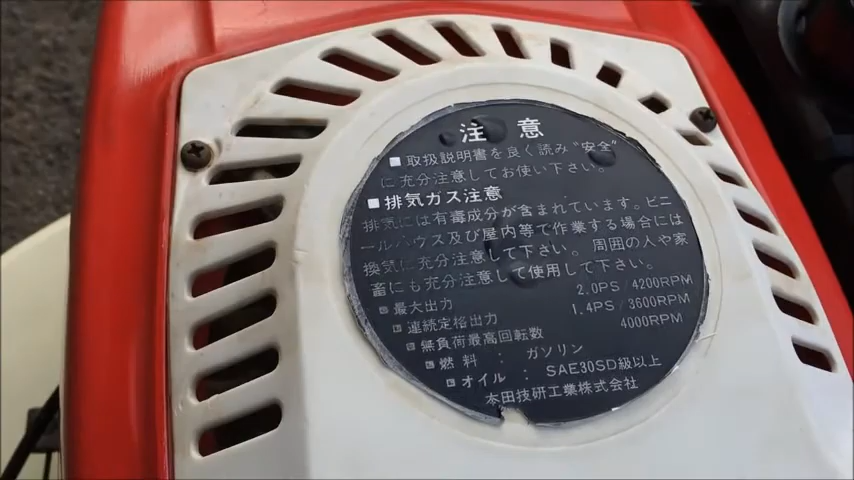 注意
■取扱説明書を良く読み"安全"
に充分注意してお使い下さい。
■排気ガス注意
排気には有毒成分が含まれています。ビニ
ールハウス及び屋内等で作業する場合には
換気に充分注意して下さい。周囲の人や家
畜にも充分注意して使用して下さい。
■最大出力 2.0PS/4200RPM
■連続定格出力 1.4PS/3600RPM
■無負荷最高回転数 4000RPM
■燃料:ガソリン
■オイル:SAE30SD級以上
本田技研工業株式会社